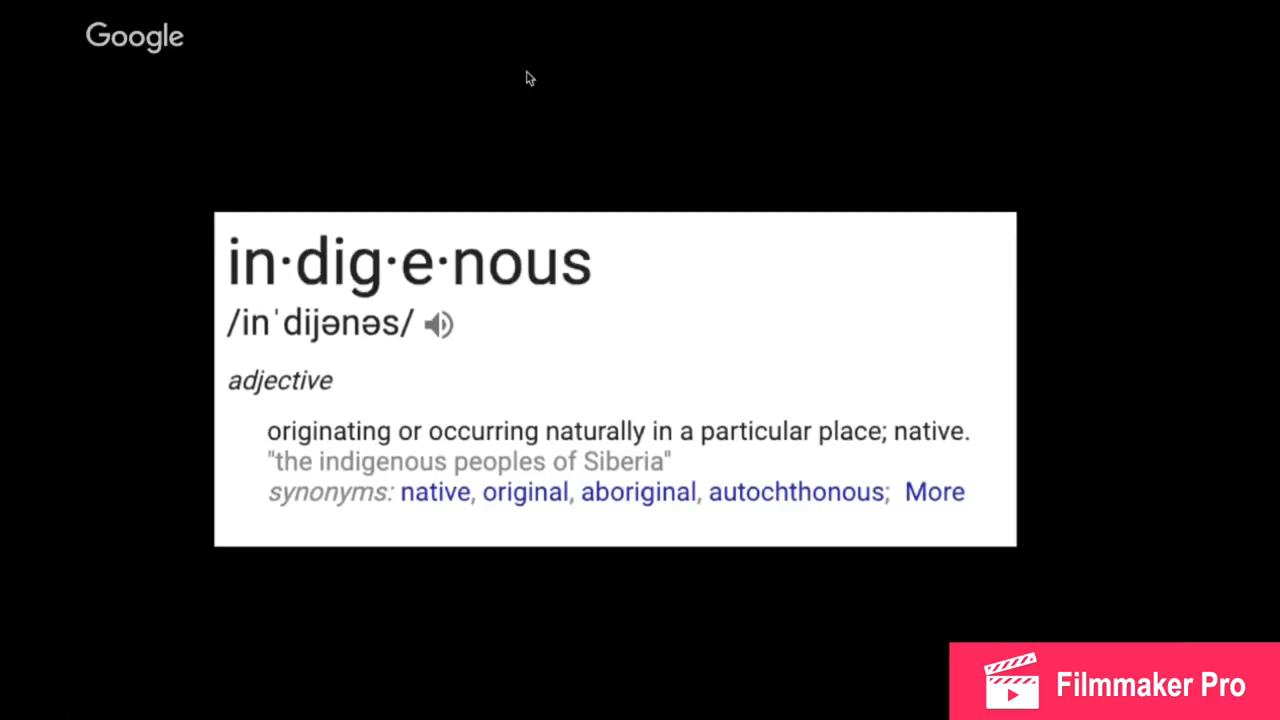 Google
in·dig·e·nous
/inˈdijənəs/
adjective
originating or occurring naturally in a particular place; native.
"the indigenous peoples of Siberia"
synonyms: native, original, aboriginal, autochthonous; More
Filmmaker Pro